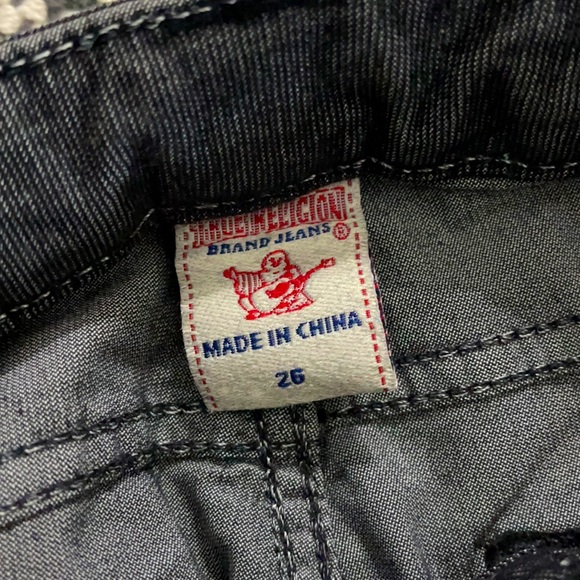 TRUE RELIGION
BRAND JEANS ®
MADE IN CHINA
26